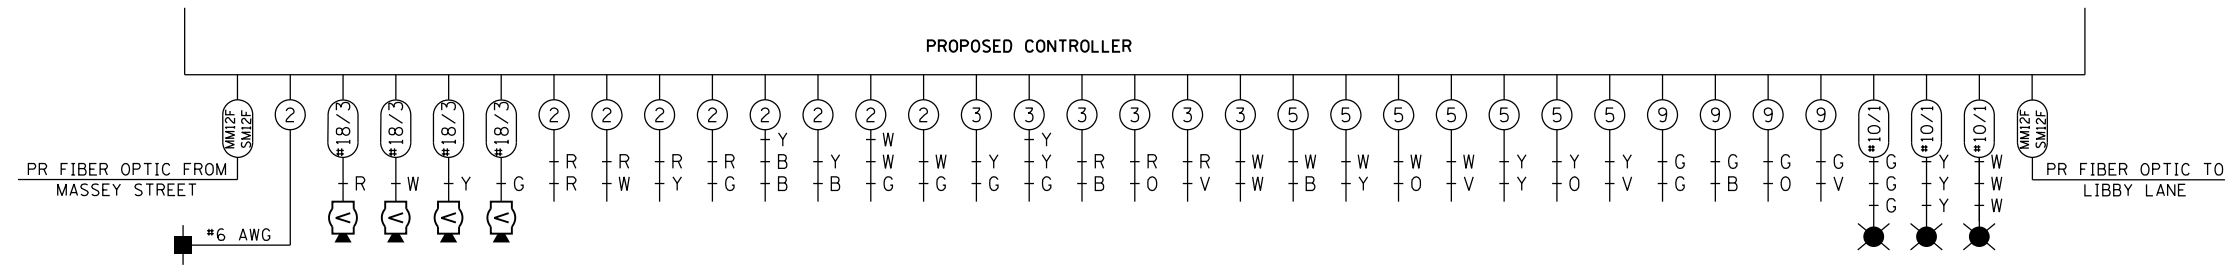 PROPOSED CONTROLLER
MM12F SM12F 2 #18/3 #18/3 #18/3 #18/3 2 2 2 2 2 2 2 2 3 3 3 3 3 3 5 5 5 5 5 5 5 9 9 9 9 #10/1 #10/1 #10/1 MM12F SM12F
Y W Y
R R R R B Y W W Y Y R R R W W W W W Y Y Y G G G G G Y W
PR FIBER OPTIC FROM
MASSEY STREET
R W Y G R W Y G B B G G G G B O V W B Y O V Y O V G B O V G Y W
PR FIBER OPTIC TO
LIBBY LANE
G Y W
V V V V
#6 AWG